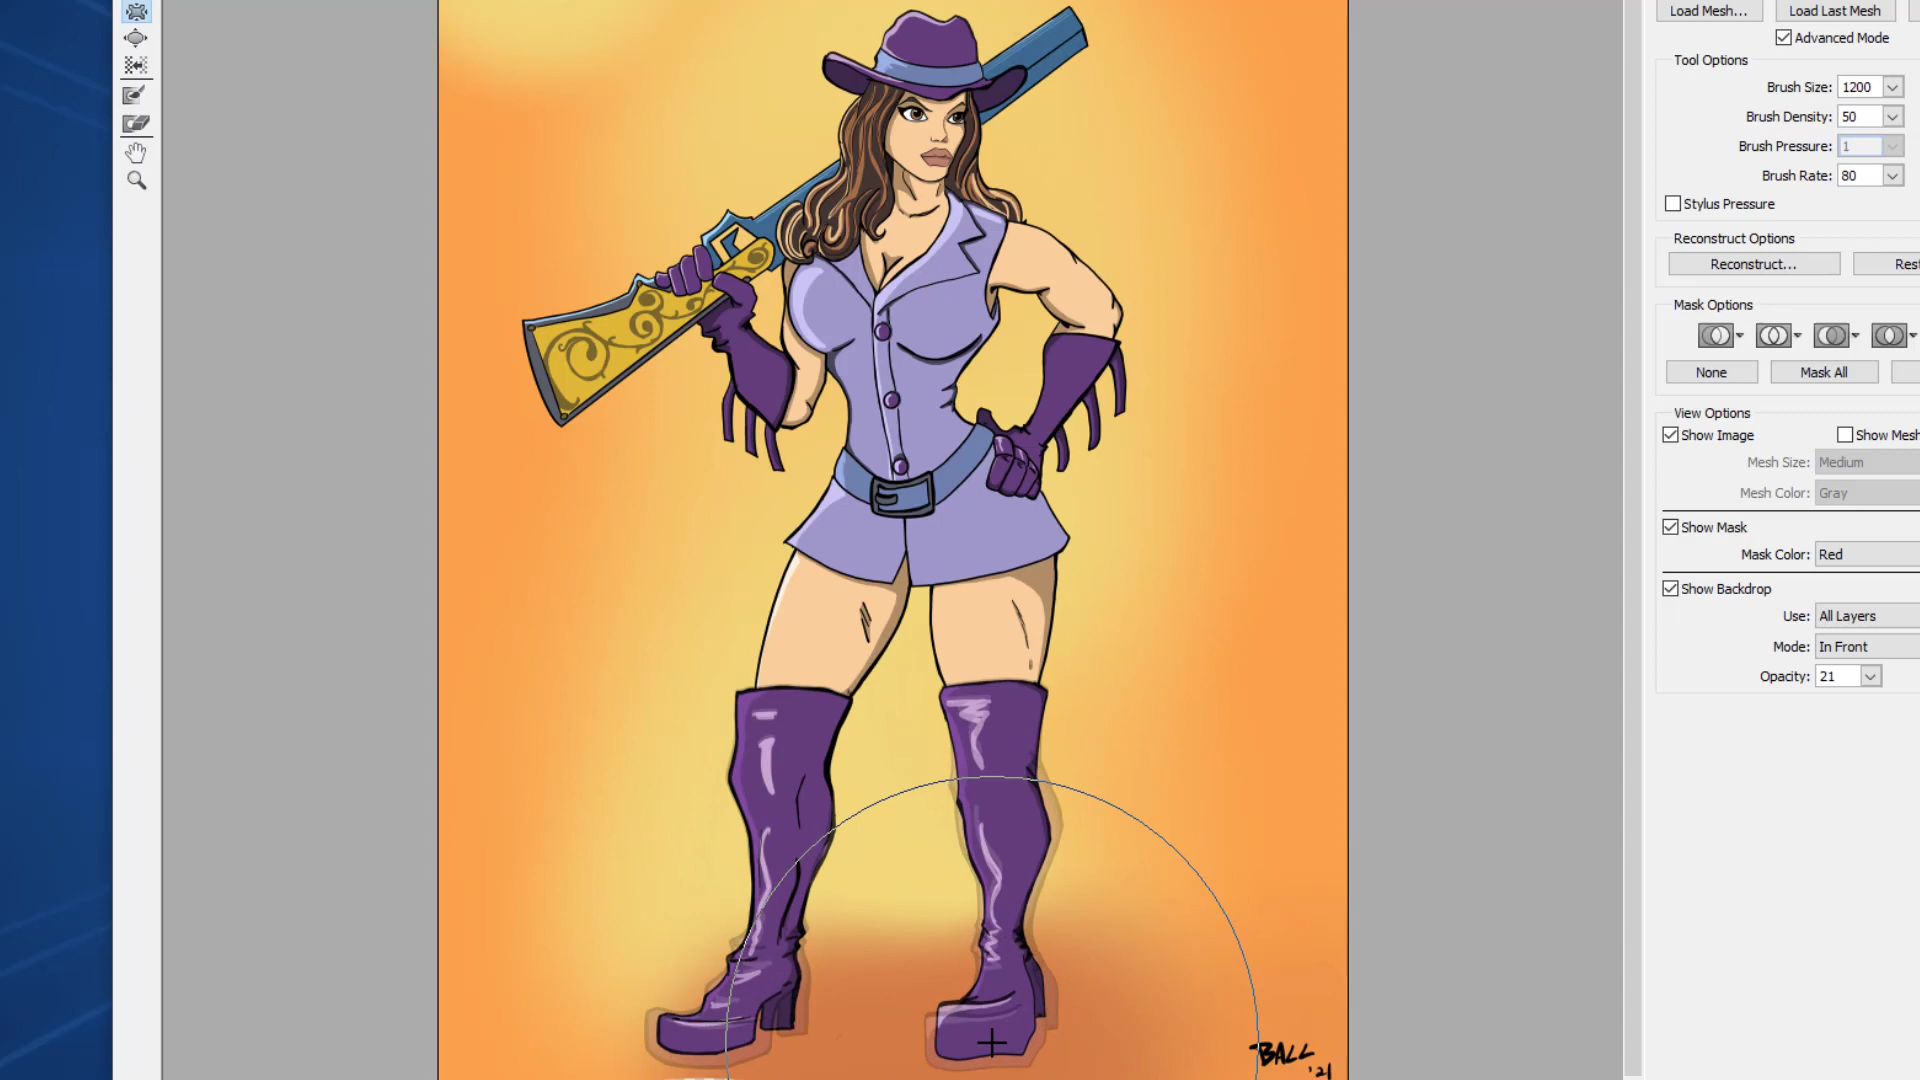 Load Mesh... Load Last Mesh
Advanced Mode
Tool Options
Brush Size: 1200
Brush Density: 50
Brush Pressure: 1
Brush Rate: 80
Stylus Pressure
Reconstruct Options
Reconstruct...
Mask Options
None Mask All
View Options
Show Image Show Mesh
Mesh Size: Medium
Mesh Color: Gray
Show Mask
Mask Color: Red
Show Backdrop
Use: All Layers
Mode: In Front
Opacity: 21
BALL
'21